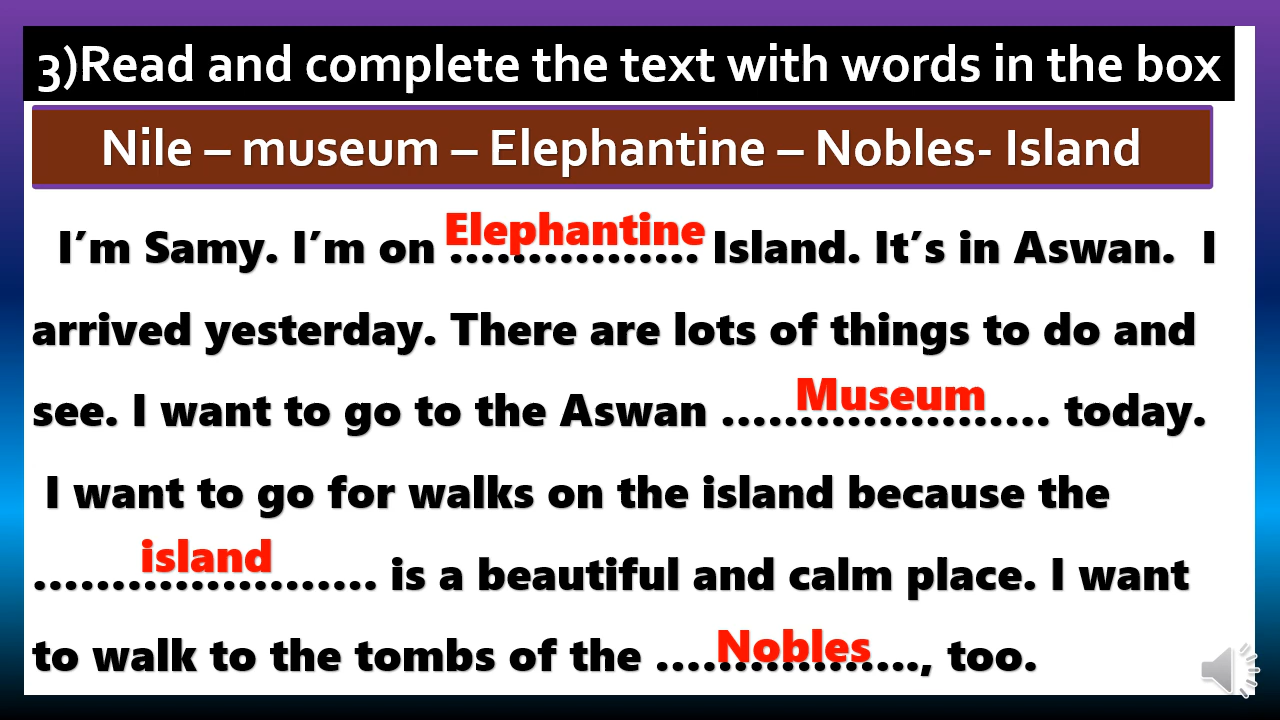 3)Read and complete the text with words in the box
Nile – museum – Elephantine – Nobles- Island
I´m Samy. I´m on ................ Elephantine Island. It´s in Aswan. I
arrived yesterday. There are lots of things to do and
see. I want to go to the Aswan ..................... Museum today.
I want to go for walks on the island because the
...................... island is a beautiful and calm place. I want
to walk to the tombs of the ................. Nobles, too.